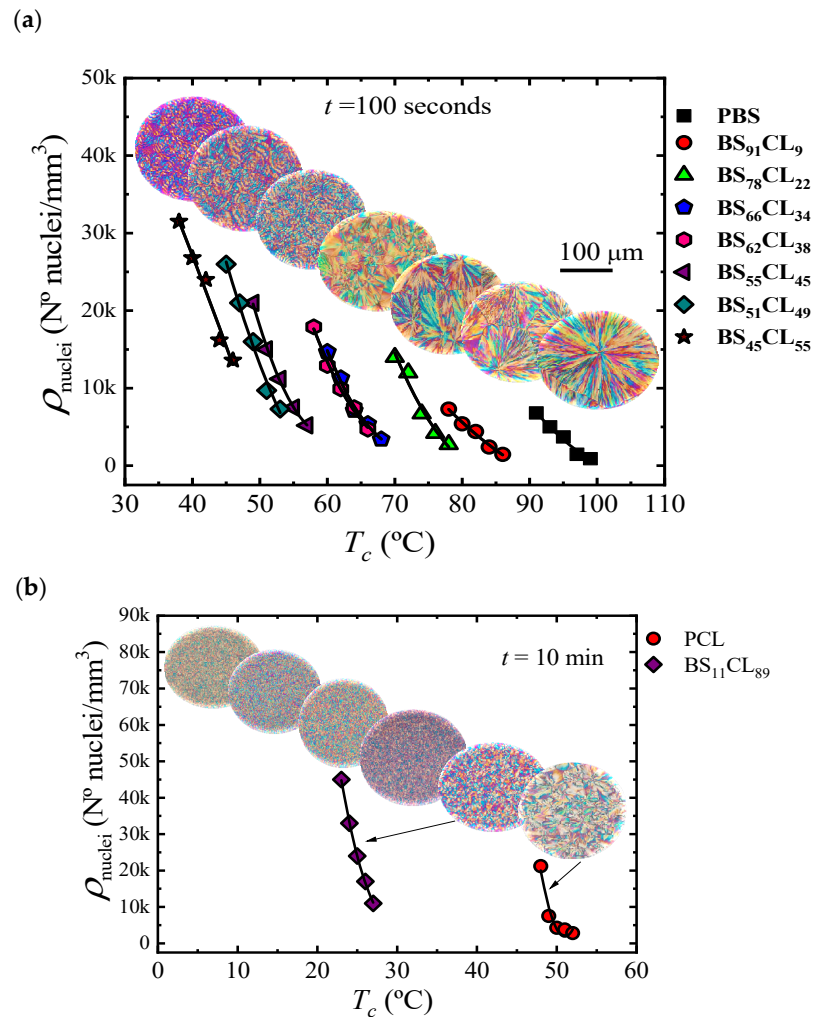 (a)
50k
40k
30k
20k
10k
0
ρnuclei (Nº nuclei/mm³)
t =100 seconds
100 μm
30 40 50 60 70 80 90 100 110
Tc (ºC)
PBS
BS₉₁CL₉
BS₇₈CL₂₂
BS₆₆CL₃₄
BS₆₂CL₃₈
BS₅₅CL₄₅
BS₅₁CL₄₉
BS₄₅CL₅₅
(b)
90k
80k
70k
60k
50k
40k
30k
20k
10k
0
ρnuclei (Nº nuclei/mm³)
t = 10 min
0 10 20 30 40 50 60
Tc (ºC)
PCL
BS₁₁CL₈₉